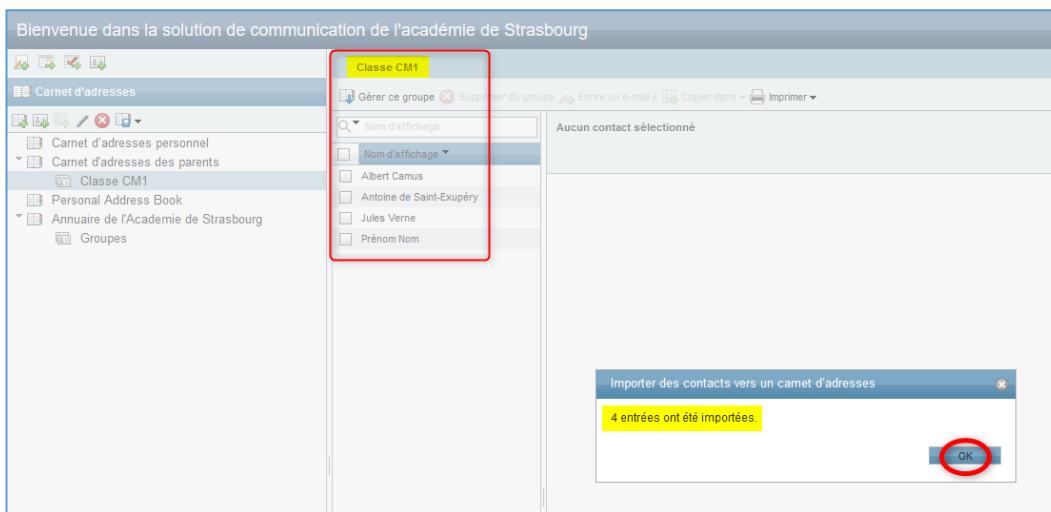 Bienvenue dans la solution de communication de l'académie de Strasbourg
Carnet d'adresses
Carnet d'adresses personnel
Carnet d'adresses des parents
Classe CM1
Personal Address Book
Annuaire de l'Academie de Strasbourg
Groupes
Classe CM1
Gérer ce groupe Supprimer du groupe Écrire un e-mail à Copier dans Imprimer
Nom d'affichage
Nom d'affichage
Albert Camus
Antoine de Saint-Exupéry
Jules Verne
Prénom Nom
Aucun contact sélectionné
Importer des contacts vers un carnet d'adresses
4 entrées ont été importées.
OK